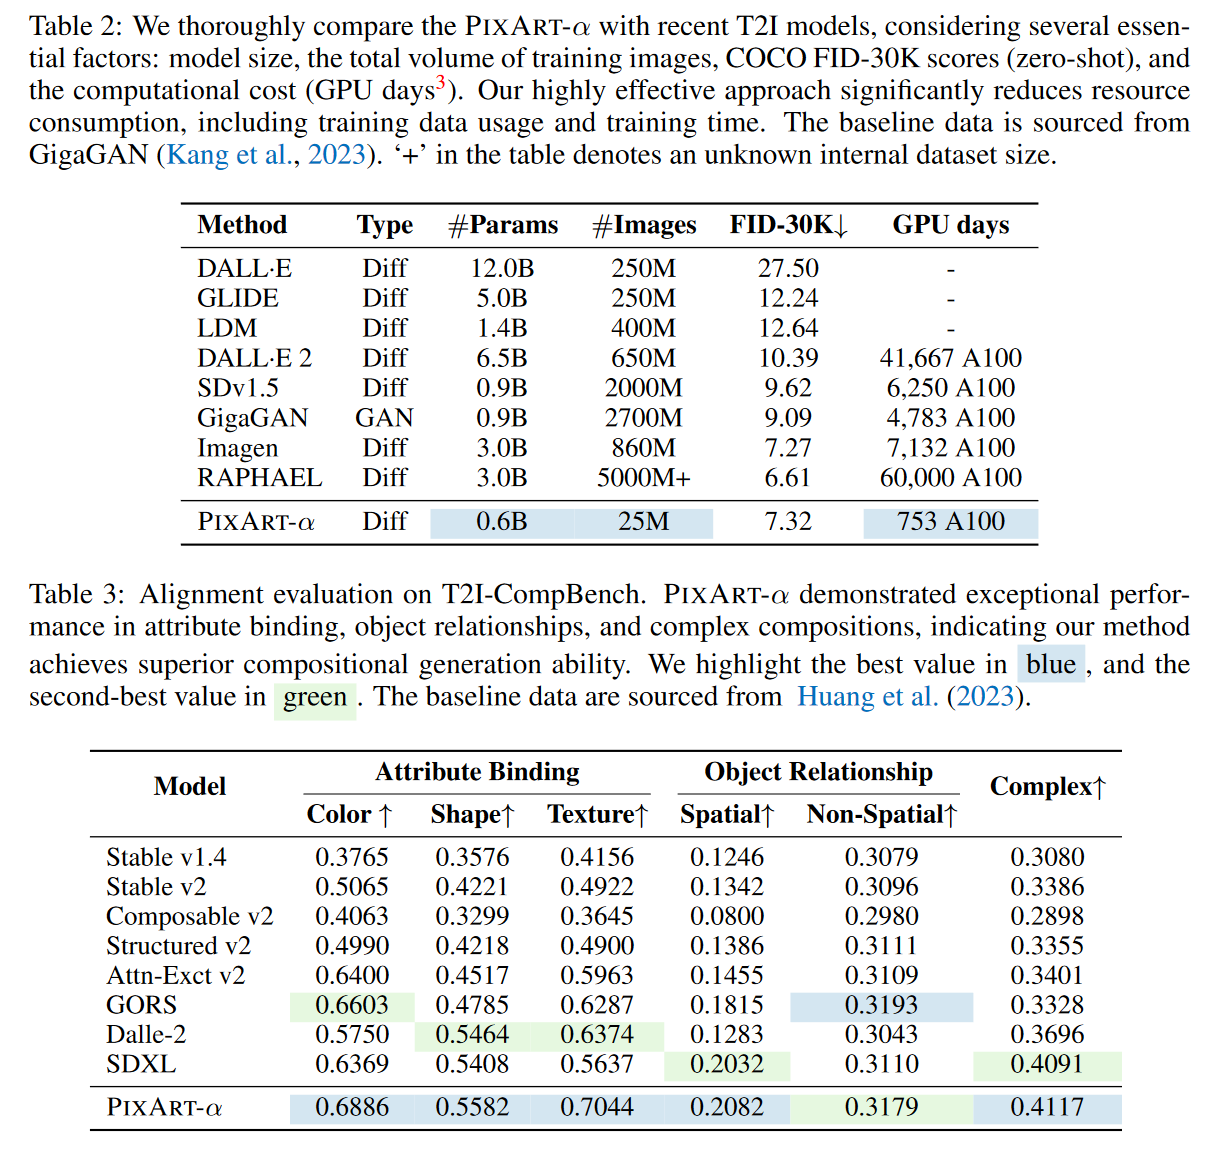 Table 2: We thoroughly compare the PIXART-α with recent T2I models, considering several essen-
tial factors: model size, the total volume of training images, COCO FID-30K scores (zero-shot), and
the computational cost (GPU days3). Our highly effective approach significantly reduces resource
consumption, including training data usage and training time. The baseline data is sourced from
GigaGAN (Kang et al., 2023). ‘+’ in the table denotes an unknown internal dataset size.
Method Type #Params #Images FID-30K↓ GPU days
DALL·E Diff 12.0B 250M 27.50 -
GLIDE Diff 5.0B 250M 12.24 -
LDM Diff 1.4B 400M 12.64 -
DALL·E 2 Diff 6.5B 650M 10.39 41,667 A100
SDv1.5 Diff 0.9B 2000M 9.62 6,250 A100
GigaGAN GAN 0.9B 2700M 9.09 4,783 A100
Imagen Diff 3.0B 860M 7.27 7,132 A100
RAPHAEL Diff 3.0B 5000M+ 6.61 60,000 A100
PIXART-α Diff 0.6B 25M 7.32 753 A100
Table 3: Alignment evaluation on T2I-CompBench. PIXART-α demonstrated exceptional perfor-
mance in attribute binding, object relationships, and complex compositions, indicating our method
achieves superior compositional generation ability. We highlight the best value in blue , and the
second-best value in green . The baseline data are sourced from Huang et al. (2023).
Model Attribute Binding Object Relationship Complex↑
Color ↑ Shape↑ Texture↑ Spatial↑ Non-Spatial↑
Stable v1.4 0.3765 0.3576 0.4156 0.1246 0.3079 0.3080
Stable v2 0.5065 0.4221 0.4922 0.1342 0.3096 0.3386
Composable v2 0.4063 0.3299 0.3645 0.0800 0.2980 0.2898
Structured v2 0.4990 0.4218 0.4900 0.1386 0.3111 0.3355
Attn-Exct v2 0.6400 0.4517 0.5963 0.1455 0.3109 0.3401
GORS 0.6603 0.4785 0.6287 0.1815 0.3193 0.3328
Dalle-2 0.5750 0.5464 0.6374 0.1283 0.3043 0.3696
SDXL 0.6369 0.5408 0.5637 0.2032 0.3110 0.4091
PIXART-α 0.6886 0.5582 0.7044 0.2082 0.3179 0.4117